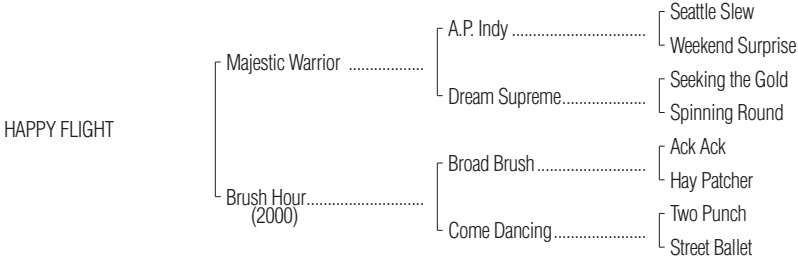 Seattle Slew
A.P. Indy ................................
Weekend Surprise
Majestic Warrior ..................
Seeking the Gold
Dream Supreme....................
Spinning Round
HAPPY FLIGHT
Ack Ack
Broad Brush ..........................
Hay Patcher
Brush Hour............................
(2000)
Two Punch
Come Dancing......................
Street Ballet